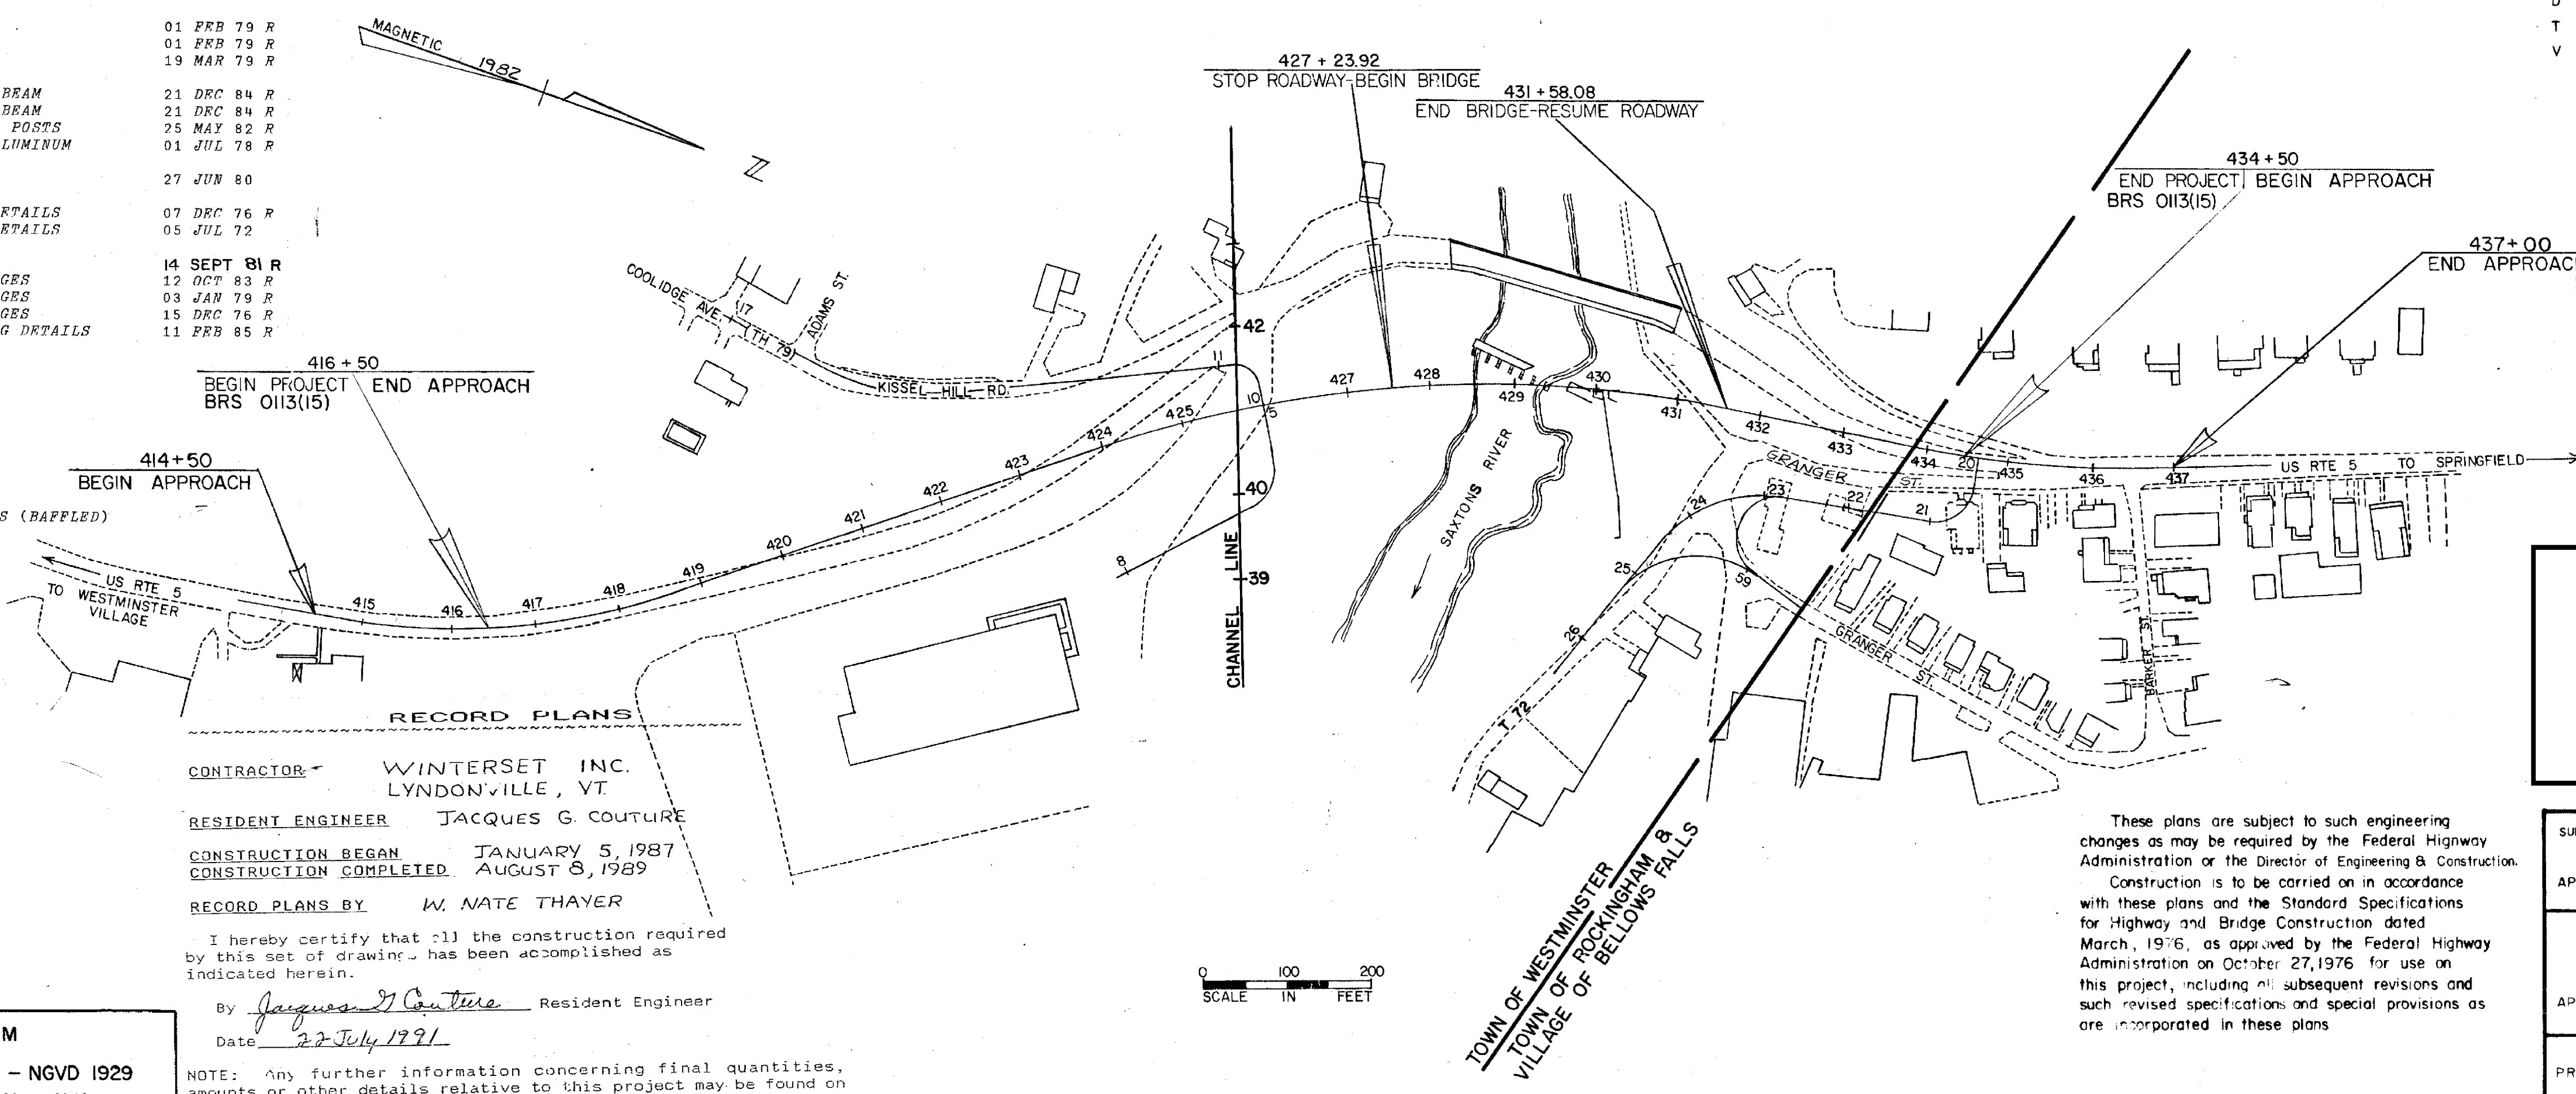 01 FEB 79 R
01 FEB 79 R
19 MAR 79 R
BEAM 21 DEC 84 R
BEAM 21 DEC 84 R
POSTS 25 MAY 82 R
LUMINUM 01 JUL 78 R
27 JUN 80
ETAILS 07 DEC 76 R
ETAILS 05 JUL 72
14 SEPT 81 R
GES 12 OCT 83 R
GES 03 JAN 79 R
GES 15 DEC 76 R
G DETAILS 11 FEB 85 R
S (BAFFLED)
MAGNETIC
1982
Z
D
T
V
427 + 23.92
STOP ROADWAY-BEGIN BRIDGE
431 + 58.08
END BRIDGE-RESUME ROADWAY
434 + 50
END PROJECT BEGIN APPROACH
BRS 0113(15)
437+00
END APPROAC
416 + 50
BEGIN PROJECT END APPROACH
BRS 0113(15)
414+50
BEGIN APPROACH
COOLIDGE AVE.
17
(TH 79)
ADAMS ST.
KISSEL HILL RD.
US RTE 5
TO WESTMINSTER
VILLAGE
415
416
417
418
419
420
421
422
423
424
425
10
5
427
428
429
430
431
432
433
434
20
435
436
437
US RTE 5 TO SPRINGFIELD
42
40
39
8
CHANNEL LINE
SAXTONS RIVER
GRANGER
ST.
21
22
23
24
25
26
59
T 72
GRANGER
ST.
BARKER ST.
TOWN OF WESTMINSTER
TOWN OF ROCKINGHAM &
VILLAGE OF BELLOWS FALLS
0 100 200
SCALE IN FEET
RECORD PLANS
CONTRACTOR WINTERSET INC.
LYNDONVILLE, VT.
RESIDENT ENGINEER JACQUES G. COUTURE
CONSTRUCTION BEGAN JANUARY 5, 1987
CONSTRUCTION COMPLETED AUGUST 8, 1989
RECORD PLANS BY W. NATE THAYER
I hereby certify that all the construction required
by this set of drawings has been accomplished as
indicated herein.
By Jacques G Couture Resident Engineer
Date 22 July 1991
NOTE: Any further information concerning final quantities,
amounts or other details relative to this project may be found on
M
- NGVD 1929
These plans are subject to such engineering
changes as may be required by the Federal Highway
Administration or the Director of Engineering & Construction.
Construction is to be carried on in accordance
with these plans and the Standard Specifications
for Highway and Bridge Construction dated
March, 1976, as approved by the Federal Highway
Administration on October 27, 1976 for use on
this project, including all subsequent revisions and
such revised specifications and special provisions as
are incorporated in these plans
SU
AP
AP
PR